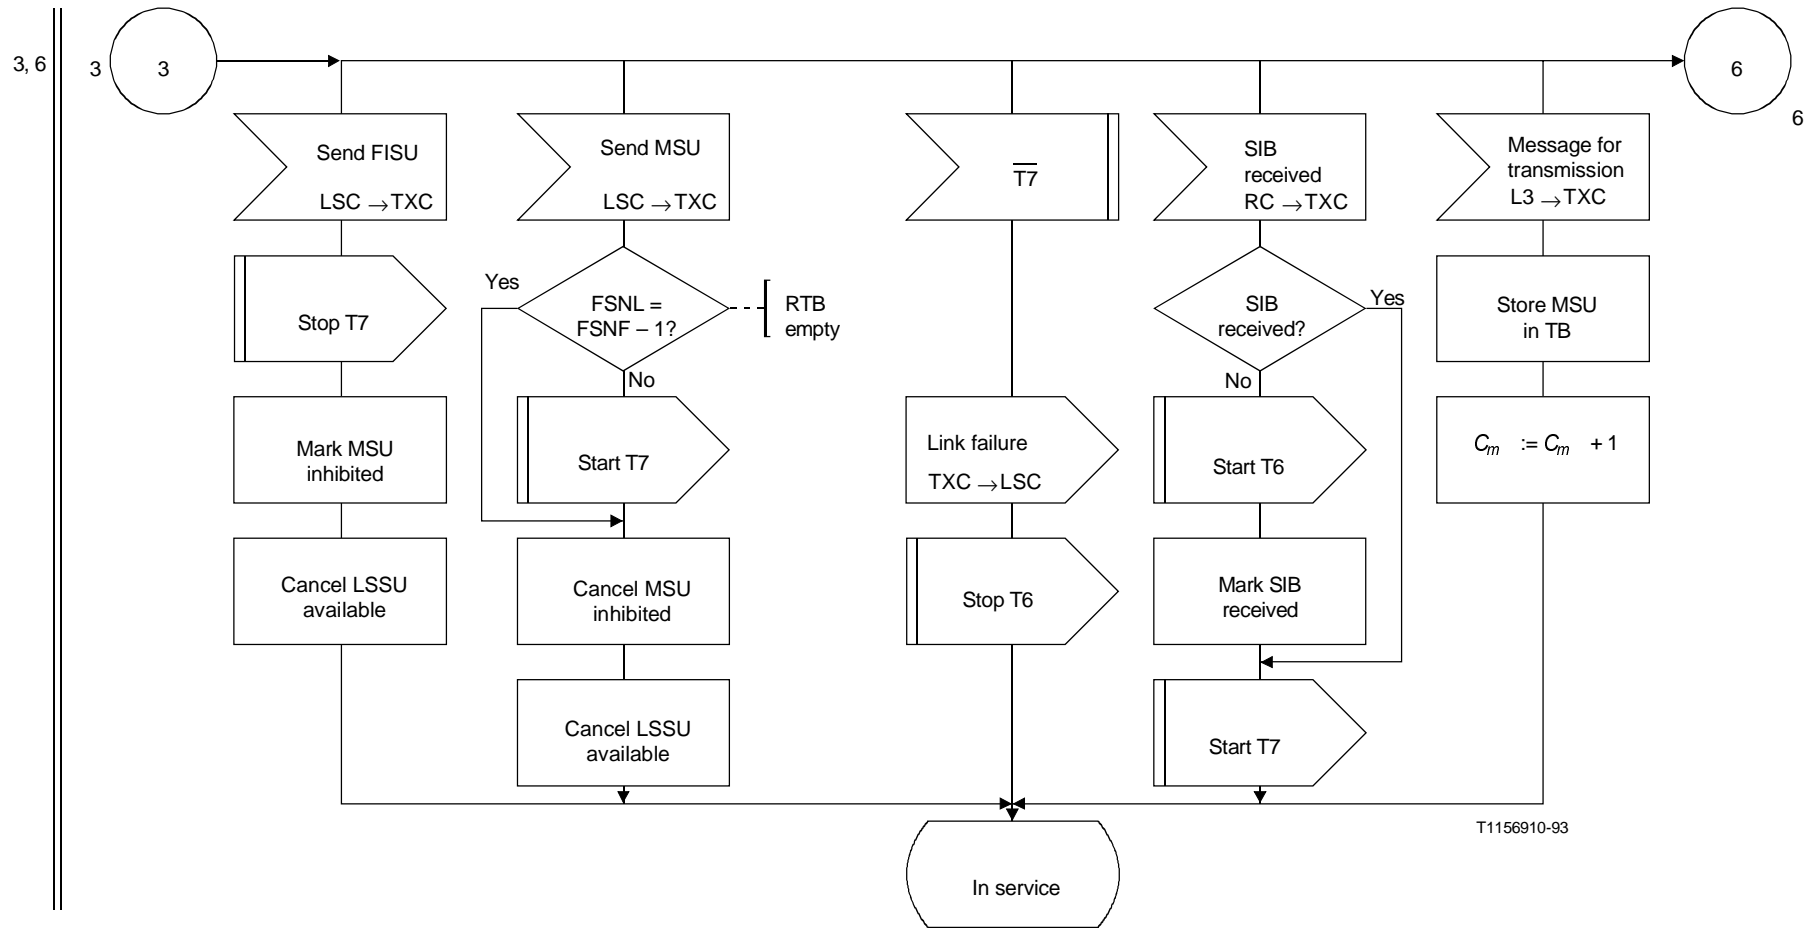 3, 6
3
3
6
6
Send FISU
LSC → TXC
Stop T7
Mark MSU
inhibited
Cancel LSSU
available
Send MSU
LSC → TXC
Yes
FSNL =
FSNF – 1?
RTB
empty
No
Start T7
Cancel MSU
inhibited
Cancel LSSU
available
T7
Link failure
TXC → LSC
Stop T6
SIB
received
RC → TXC
SIB
received?
Yes
No
Start T6
Mark SIB
received
Start T7
Message for
transmission
L3 → TXC
Store MSU
in TB
Cm := Cm + 1
T1156910-93
In service